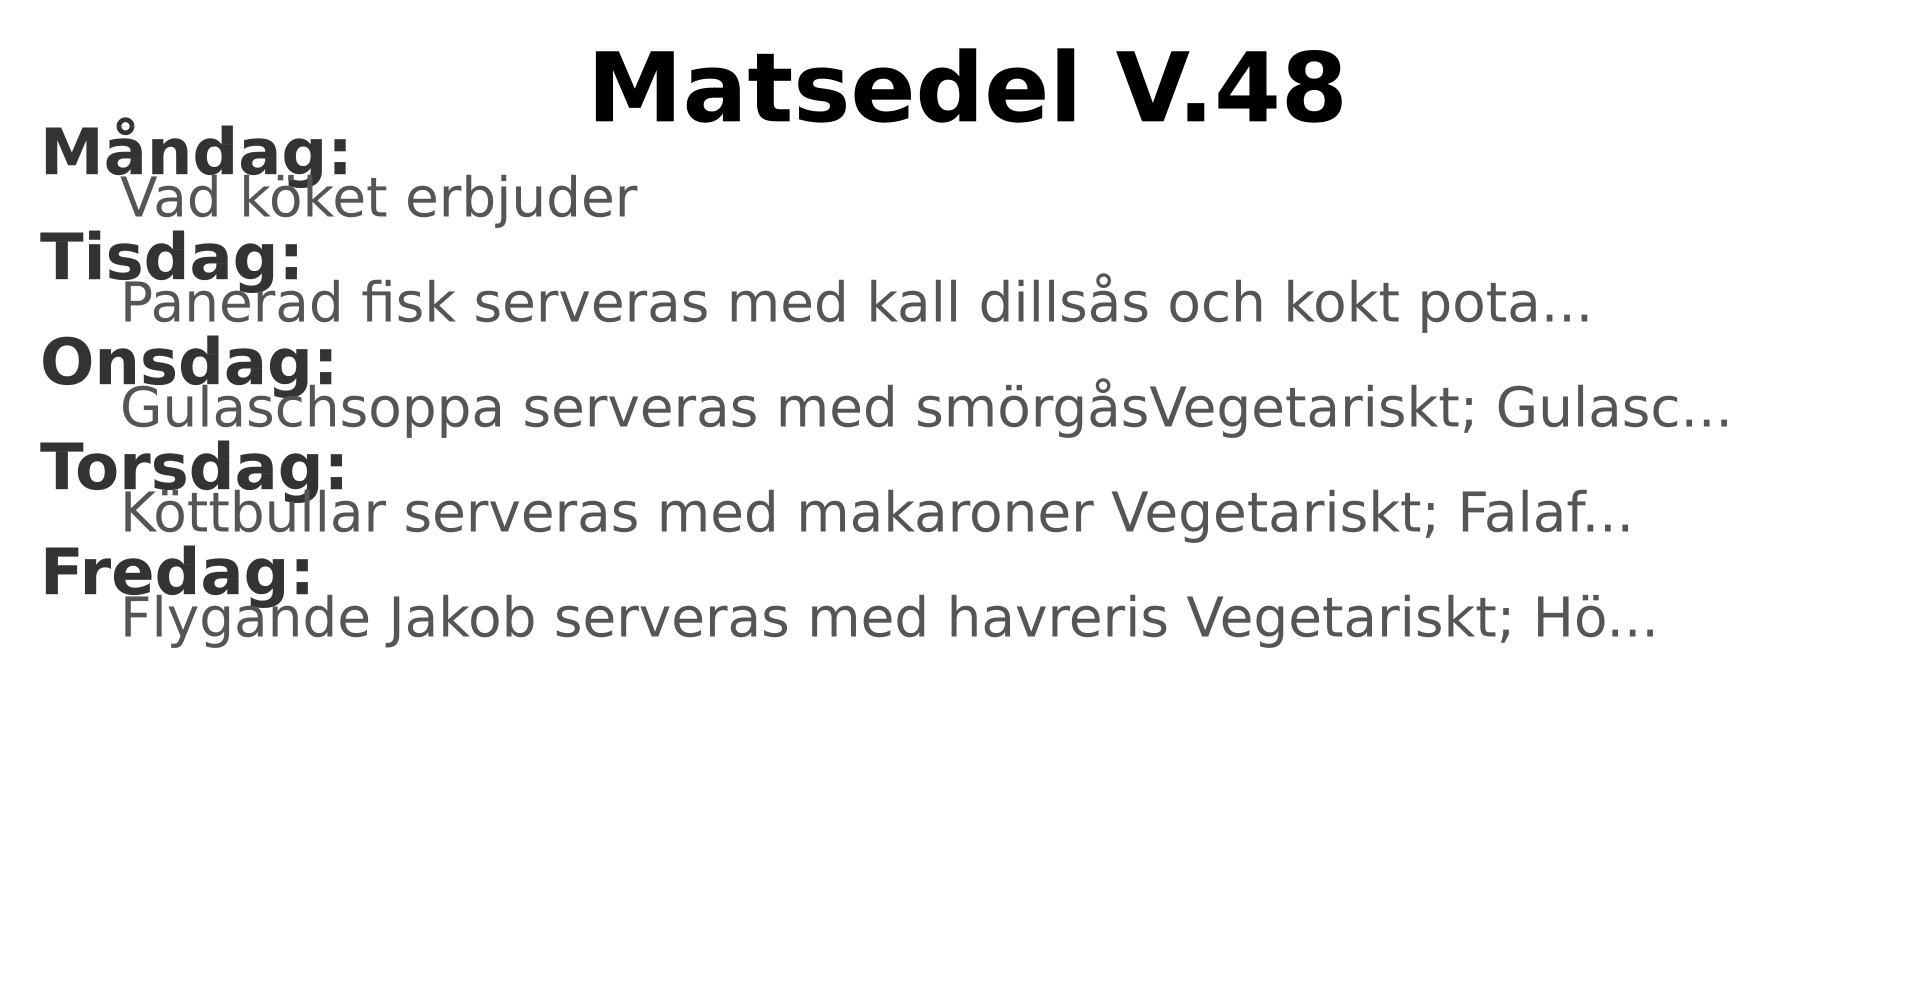 Matsedel V.48
Måndag:
Vad köket erbjuder
Tisdag:
Panerad fisk serveras med kall dillsås och kokt pota...
Onsdag:
Gulaschsoppa serveras med smörgåsVegetariskt; Gulasc...
Torsdag:
Köttbullar serveras med makaroner Vegetariskt; Falaf...
Fredag:
Flygande Jakob serveras med havreris Vegetariskt; Hö...